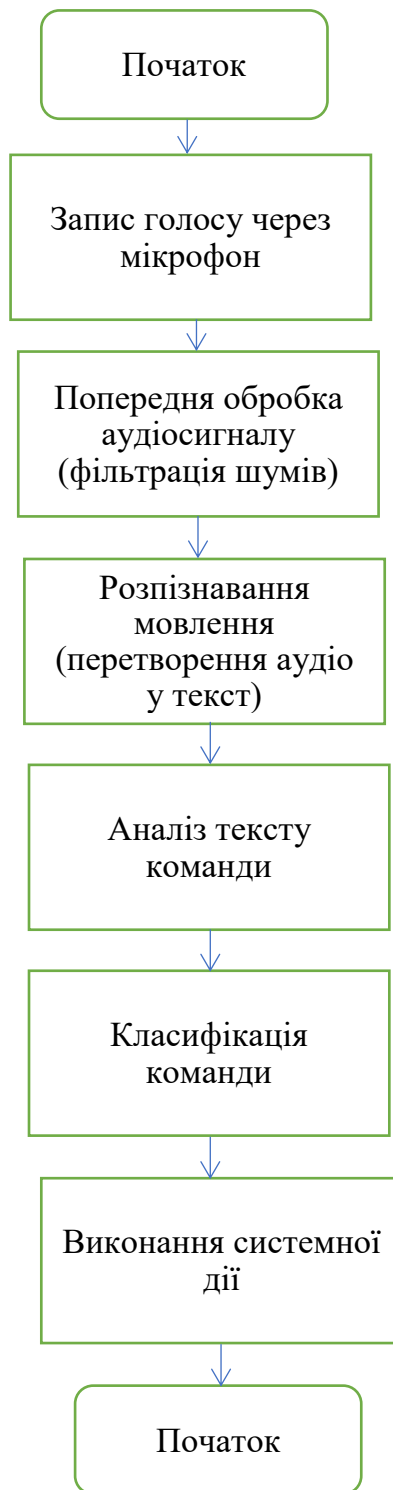 Початок
Запис голосу через
мікрофон
Попередня обробка
аудіосигналу
(фільтрація шумів)
Розпізнавання
мовлення
(перетворення аудіо
у текст)
Аналіз тексту
команди
Класифікація
команди
Виконання системної
дії
Початок